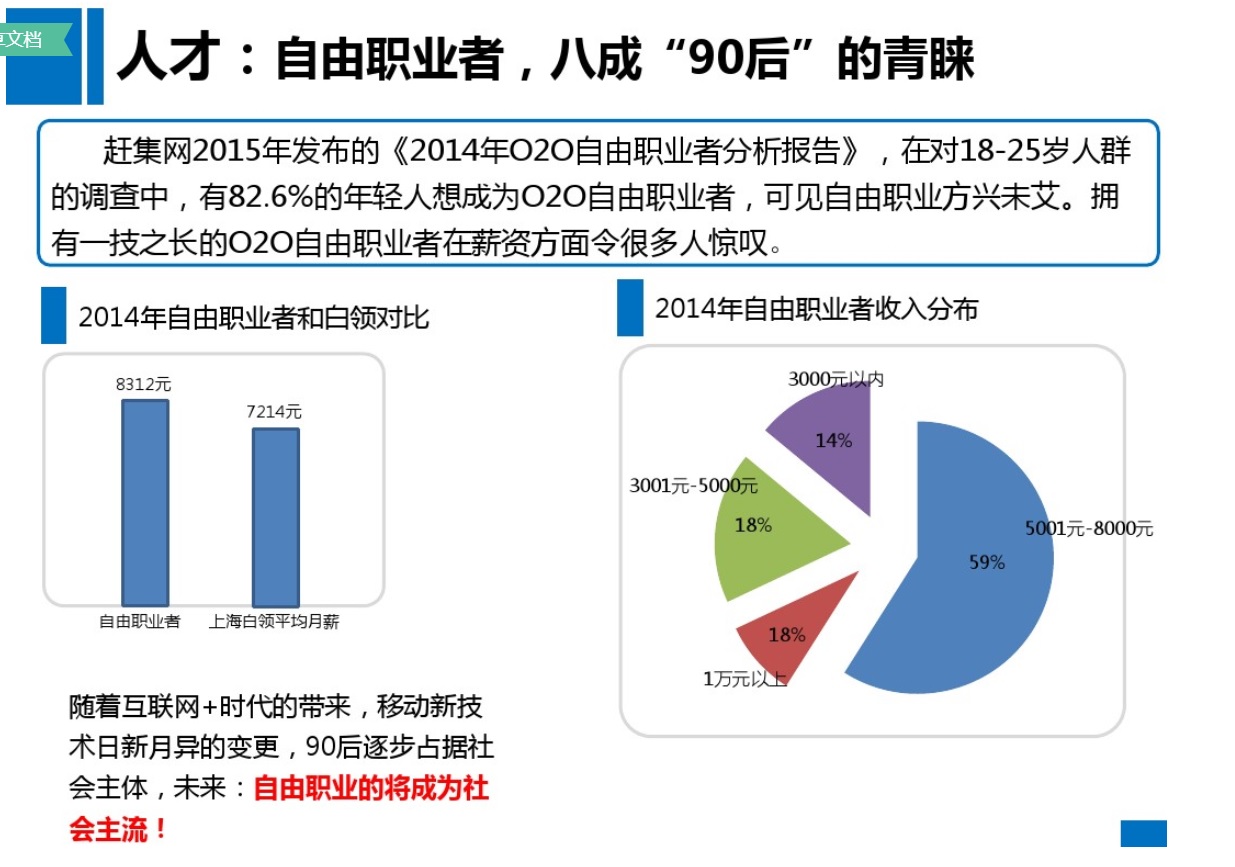 文档
人才：自由职业者，八成“90后”的青睐
赶集网2015年发布的《2014年O2O自由职业者分析报告》，在对18-25岁人群
的调查中，有82.6%的年轻人想成为O2O自由职业者，可见自由职业方兴未艾。拥
有一技之长的O2O自由职业者在薪资方面令很多人惊叹。
2014年自由职业者和白领对比
8312元
7214元
自由职业者
上海白领平均月薪
2014年自由职业者收入分布
3000元以内
14%
3001元-5000元
18%
5001元-8000元
59%
18%
1万元以上
随着互联网+时代的带来，移动新技
术日新月异的变更，90后逐步占据社
会主体，未来：自由职业的将成为社
会主流！